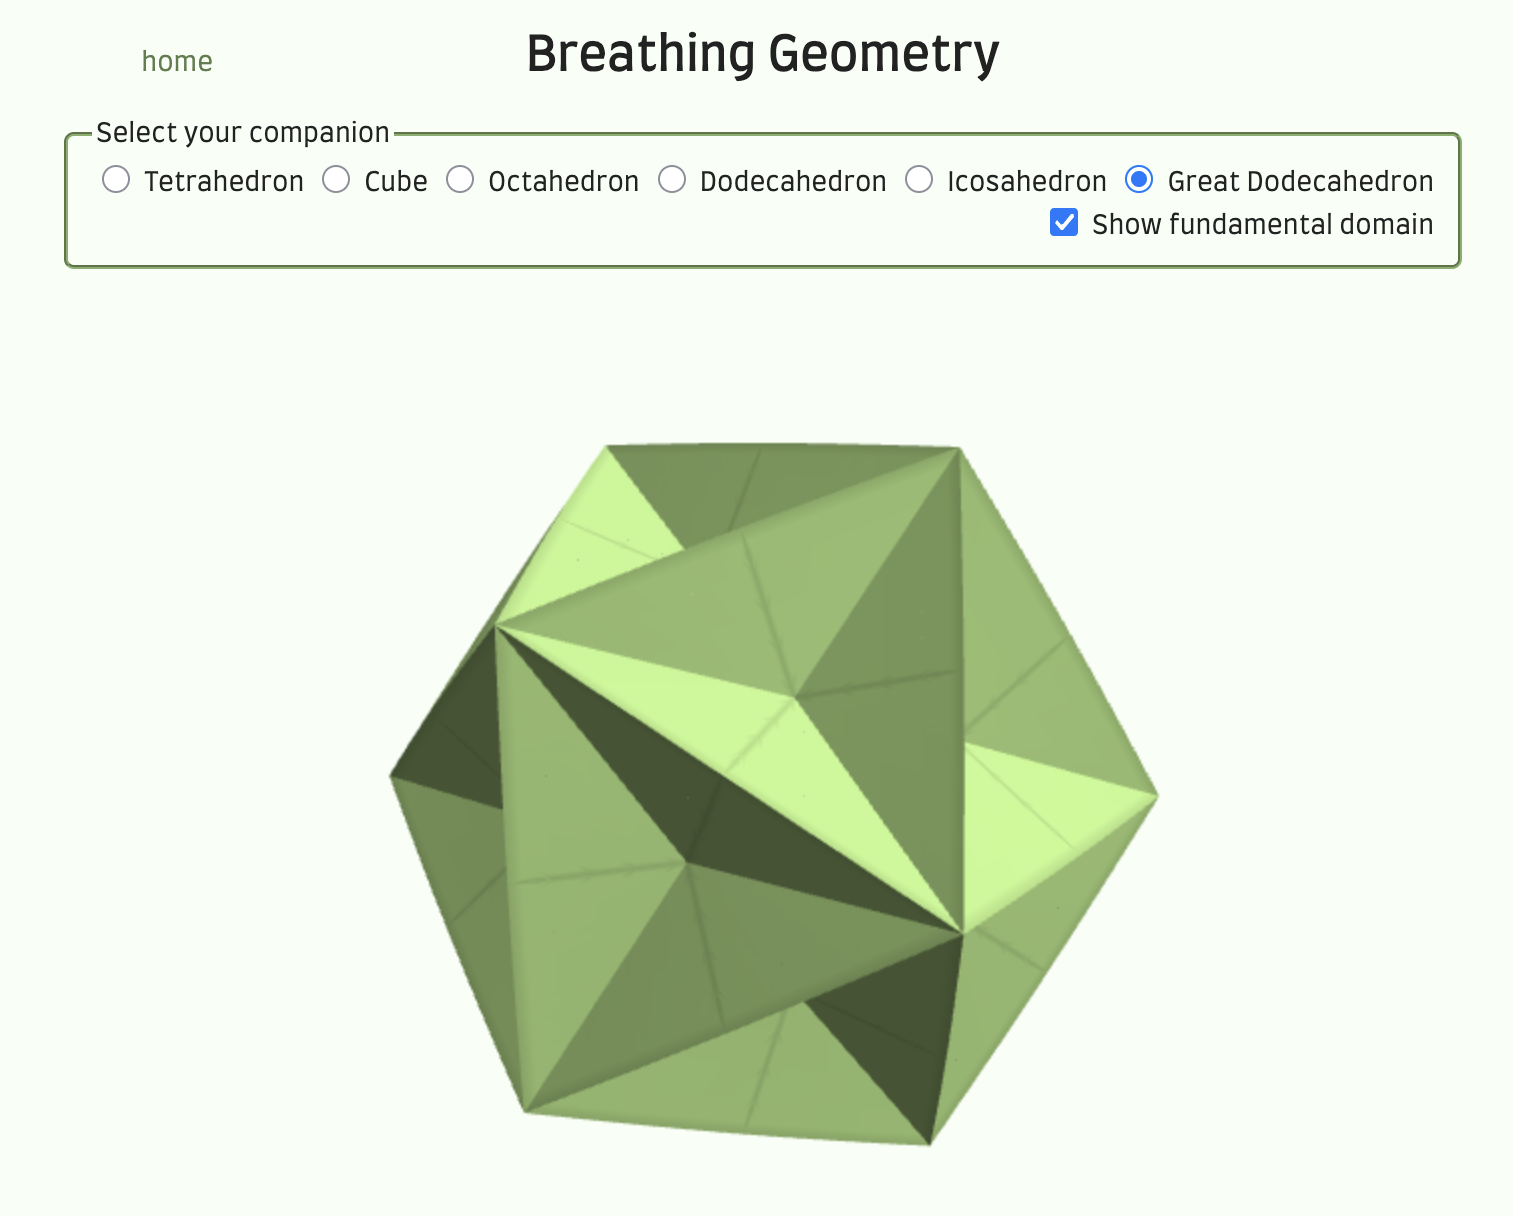 home
Breathing Geometry
Select your companion
Tetrahedron Cube Octahedron Dodecahedron Icosahedron Great Dodecahedron
Show fundamental domain